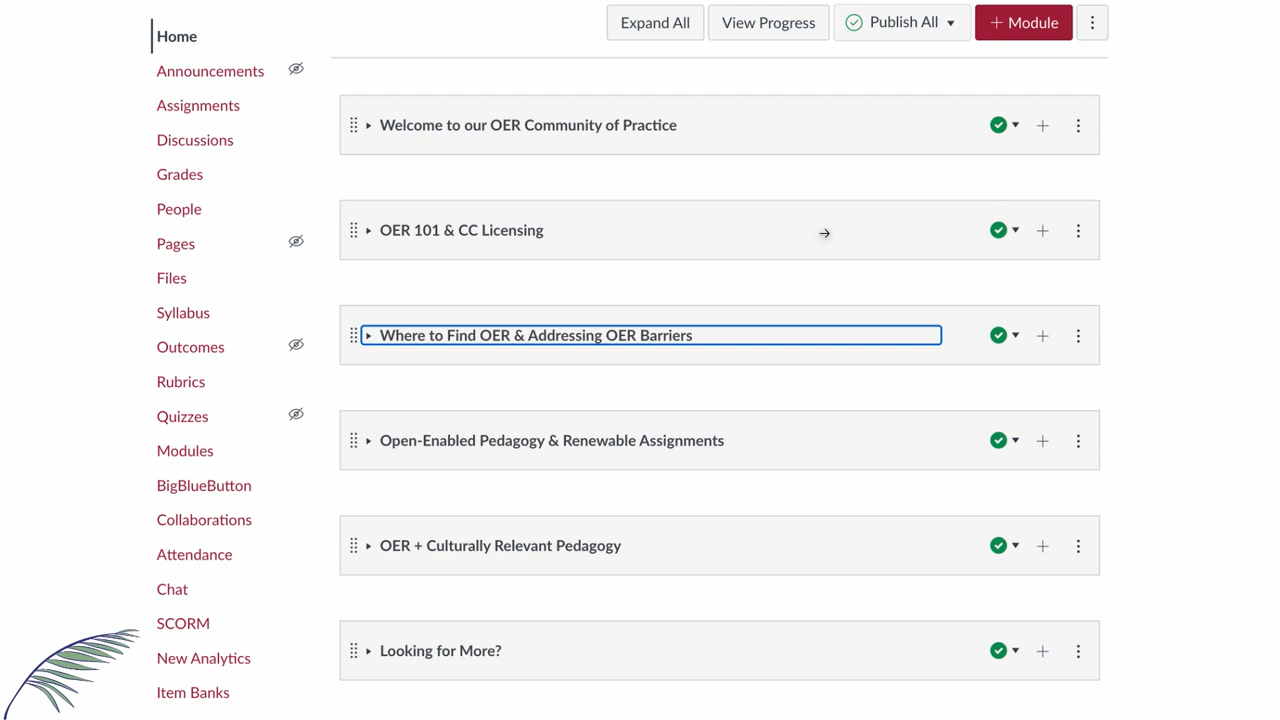 Expand All
View Progress
Publish All
+ Module
Home
Announcements
Assignments
Discussions
Grades
People
Pages
Files
Syllabus
Outcomes
Rubrics
Quizzes
Modules
BigBlueButton
Collaborations
Attendance
Chat
SCORM
New Analytics
Item Banks
Welcome to our OER Community of Practice
OER 101 & CC Licensing
Where to Find OER & Addressing OER Barriers
Open-Enabled Pedagogy & Renewable Assignments
OER + Culturally Relevant Pedagogy
Looking for More?